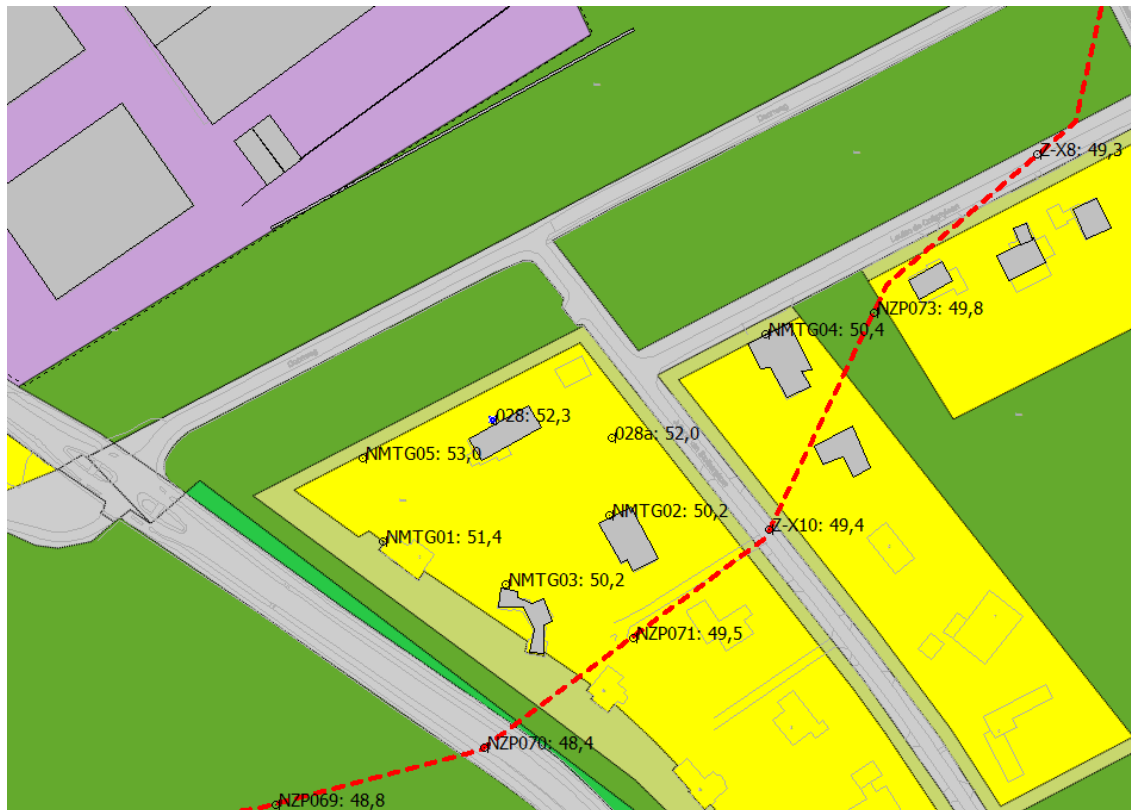 Z-X8: 49,3
NZP073: 49,8
NMTG04: 50,4
028: 52,3
028a: 52,0
NMTG05: 53,0
NMTG02: 50,2
Z-X10: 49,4
NMTG01: 51,4
NMTG03: 50,2
NZP071: 49,5
NZP070: 48,4
NZP069: 48,8